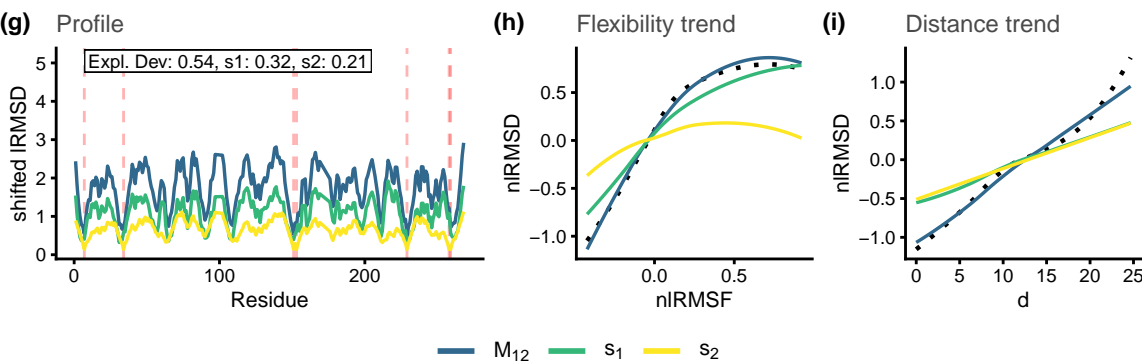 (g) Profile
Expl. Dev: 0.54, s1: 0.32, s2: 0.21
shifted lRMSD
5
4
3
2
1
0
0 100 200
Residue
(h) Flexibility trend
nlRMSD
0.5
0.0
−0.5
−1.0
0.0 0.5
nlRMSF
(i) Distance trend
nlRMSD
1.0
0.5
0.0
−0.5
−1.0
0 5 10 15 20 25
d
M₁₂ s₁ s₂